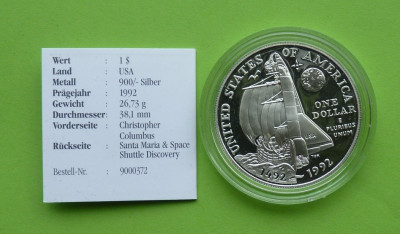 Wert : 1 $
Land : USA
Metall : 900/- Silber
Prägejahr : 1992
Gewicht : 26,73 g
Durchmesser: 38,1 mm
Vorderseite : Christopher
Columbus
Rückseite : Santa Maria & Space
Shuttle Discovery
Bestell-Nr. : 9000372
UNITED STATES OF AMERICA
ONE
DOLLAR
E
PLURIBUS
UNUM
1492
1992